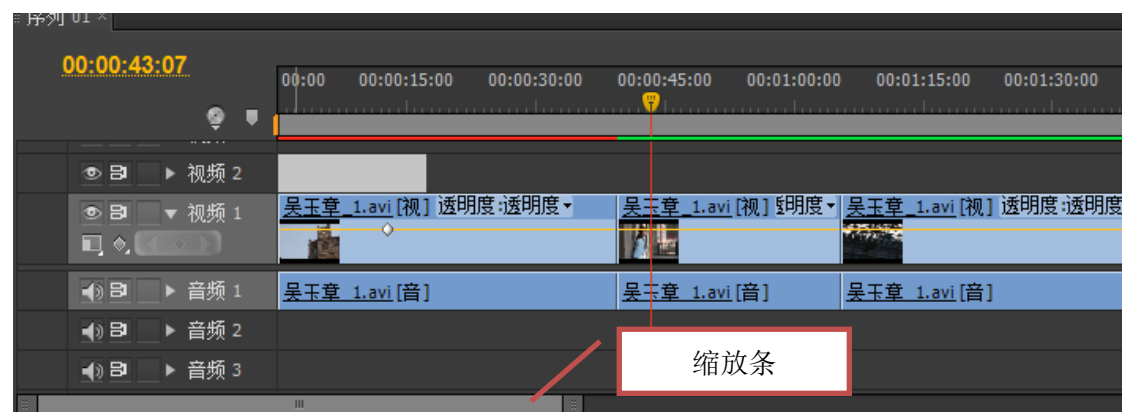 序列 01 ×
00:00:43:07
00:00 00:00:15:00 00:00:30:00 00:00:45:00 00:01:00:00 00:01:15:00 00:01:30:00
视频 2
视频 1
吴玉章_1.avi [视] 透明度:透明度
吴玉章_1.avi [视] 透明度
吴玉章_1.avi [视] 透明度:透明度
音频 1
吴玉章_1.avi [音]
吴玉章_1.avi [音]
吴玉章_1.avi [音]
音频 2
音频 3
缩放条